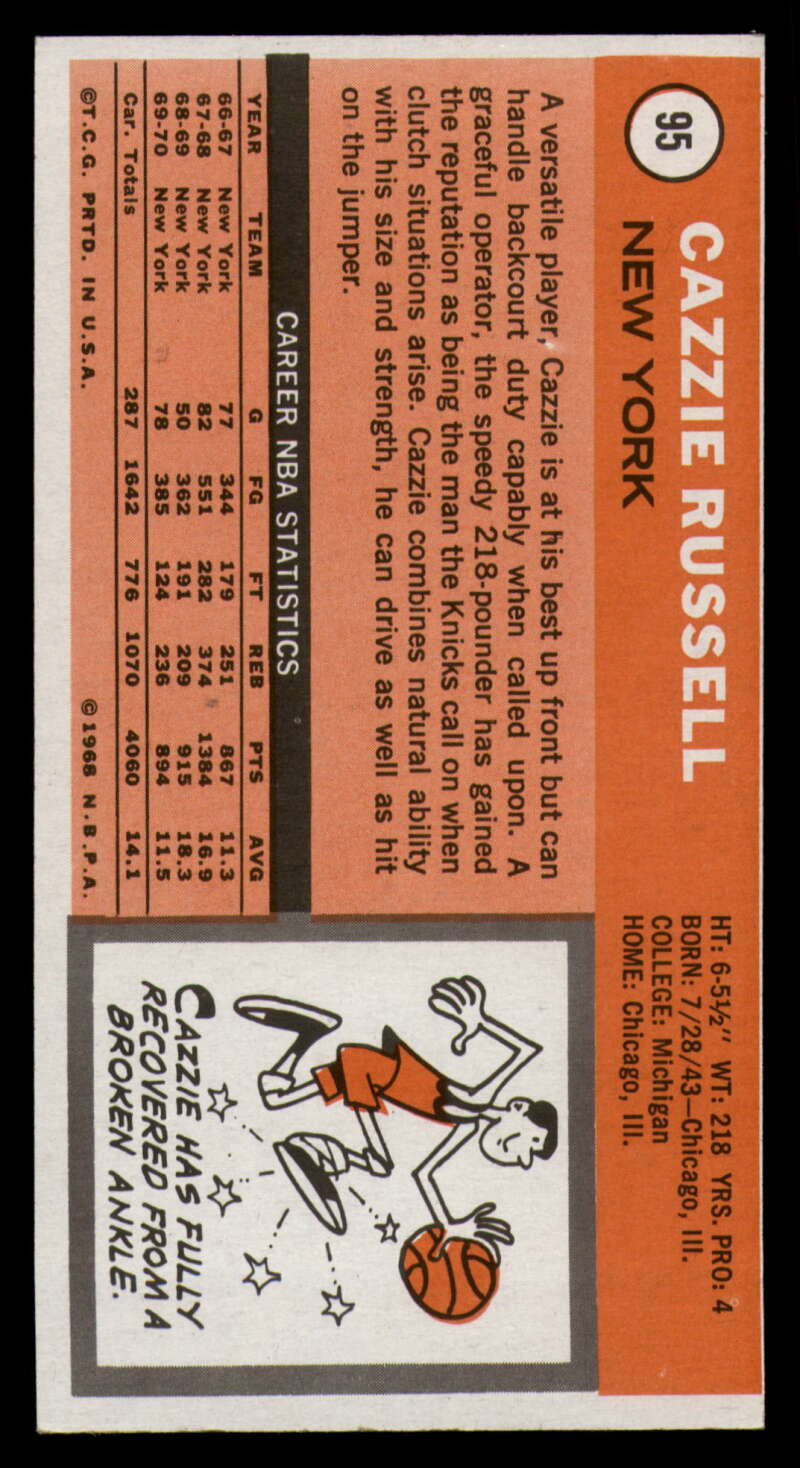 95
CAZZIE RUSSELL
NEW YORK
HT: 6-5½" WT: 218 YRS. PRO: 4
BORN: 7/28/43—Chicago, Ill.
COLLEGE: Michigan
HOME: Chicago, Ill.
A versatile player, Cazzie is at his best up front but can
handle backcourt duty capably when called upon. A
graceful operator, the speedy 218-pounder has gained
the reputation as being the man the Knicks call on when
clutch situations arise. Cazzie combines natural ability
with his size and strength, he can drive as well as hit
on the jumper.
CAREER NBA STATISTICS
YEAR TEAM G FG FT REB PTS AVG
66-67 New York 77 344 179 251 867 11.3
67-68 New York 82 551 282 374 1384 16.9
68-69 New York 50 362 191 209 915 18.3
69-70 New York 78 385 124 236 894 11.5
Car. Totals 287 1642 776 1070 4060 14.1
©T.C.G. PRTD. IN U.S.A. ©1968 N.B.P.A.
CAZZIE HAS FULLY
RECOVERED FROM A
BROKEN ANKLE.